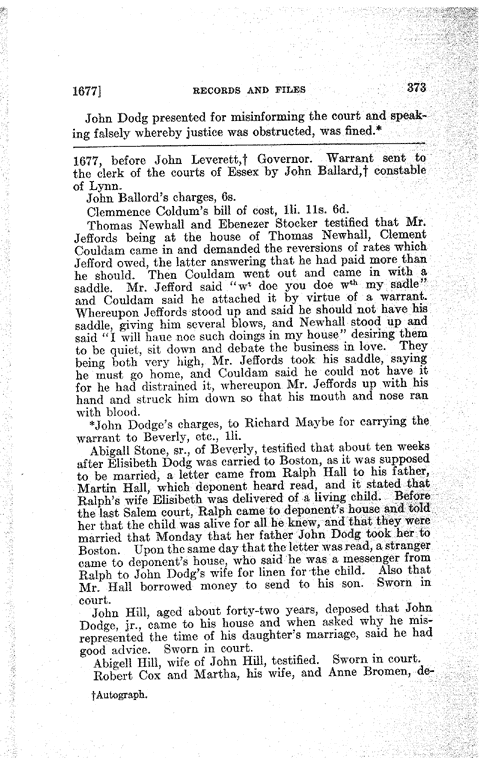 1677] RECORDS AND FILES 373
John Dodg presented for misinforming the court and speak-
ing falsely whereby justice was obstructed, was fined.*
1677, before John Leverett,† Governor. Warrant sent to
the clerk of the courts of Essex by John Ballard,† constable
of Lynn.
John Ballord's charges, 6s.
Clemmence Coldum's bill of cost, 1li. 11s. 6d.
Thomas Newhall and Ebenezer Stocker testified that Mr.
Jeffords being at the house of Thomas Newhall, Clement
Couldam came in and demanded the reversions of rates which
Jefford owed, the latter answering that he had paid more than
he should. Then Couldam went out and came in with a
saddle. Mr. Jefford said "wᵗ doe you doe wᵗʰ my sadle"
and Couldam said he attached it by virtue of a warrant.
Whereupon Jeffords stood up and said he should not have his
saddle, giving him several blows, and Newhall stood up and
said "I will haue noe such doings in my house" desiring them
to be quiet, sit down and debate the business in love. They
being both very high, Mr. Jeffords took his saddle, saying
he must go home, and Couldam said he could not have it
for he had distrained it, whereupon Mr. Jeffords up with his
hand and struck him down so that his mouth and nose ran
with blood.
*John Dodge's charges, to Richard Maybe for carrying the
warrant to Beverly, etc., 1li.
Abigall Stone, sr., of Beverly, testified that about ten weeks
after Elisibeth Dodg was carried to Boston, as it was supposed
to be married, a letter came from Ralph Hall to his father,
Martin Hall, which deponent heard read, and it stated that
Ralph's wife Elisibeth was delivered of a living child. Before
the last Salem court, Ralph came to deponent's house and told
her that the child was alive for all he knew, and that they were
married that Monday that her father John Dodg took her to
Boston. Upon the same day that the letter was read, a stranger
came to deponent's house, who said he was a messenger from
Ralph to John Dodg's wife for linen for the child. Also that
Mr. Hall borrowed money to send to his son. Sworn in
court.
John Hill, aged about forty-two years, deposed that John
Dodge, jr., came to his house and when asked why he mis-
represented the time of his daughter's marriage, said he had
good advice. Sworn in court.
Abigell Hill, wife of John Hill, testified. Sworn in court.
Robert Cox and Martha, his wife, and Anne Bromen, de-
†Autograph.